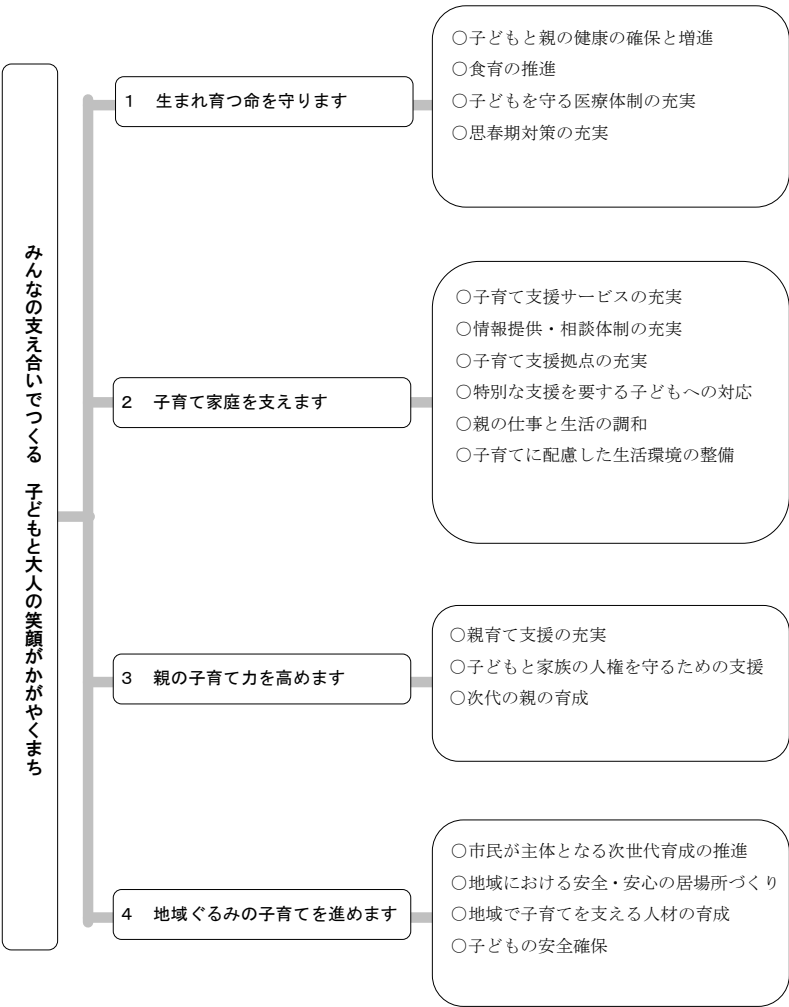 みんなの支え合いでつくる　子どもと大人の笑顔がかがやくまち
１　生まれ育つ命を守ります
○子どもと親の健康の確保と増進
○食育の推進
○子どもを守る医療体制の充実
○思春期対策の充実
２　子育て家庭を支えます
○子育て支援サービスの充実
○情報提供・相談体制の充実
○子育て支援拠点の充実
○特別な支援を要する子どもへの対応
○親の仕事と生活の調和
○子育てに配慮した生活環境の整備
３　親の子育て力を高めます
○親育て支援の充実
○子どもと家族の人権を守るための支援
○次代の親の育成
４　地域ぐるみの子育てを進めます
○市民が主体となる次世代育成の推進
○地域における安全・安心の居場所づくり
○地域で子育てを支える人材の育成
○子どもの安全確保